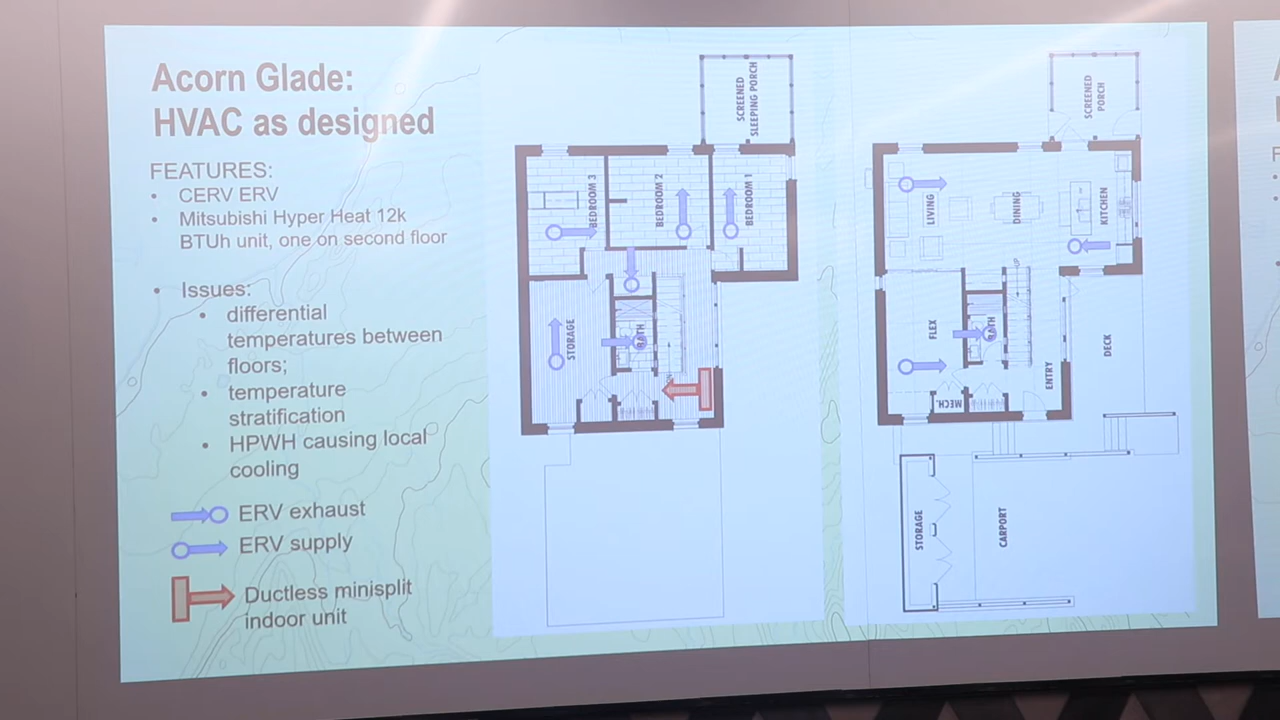 Acorn Glade:
HVAC as designed
FEATURES:
• CERV ERV
• Mitsubishi Hyper Heat 12k
BTUh unit, one on second floor
• Issues:
• differential
temperatures between
floors;
• temperature
stratification
• HPWH causing local
cooling
ERV exhaust
ERV supply
Ductless minisplit
indoor unit
SCREENED
SLEEPING PORCH
BEDROOM 3
BEDROOM 2
BEDROOM 1
STORAGE
BATH
SCREENED
PORCH
LIVING
DINING
KITCHEN
UP
FLEX
BATH
MECH.
ENTRY
DECK
STORAGE
CARPORT